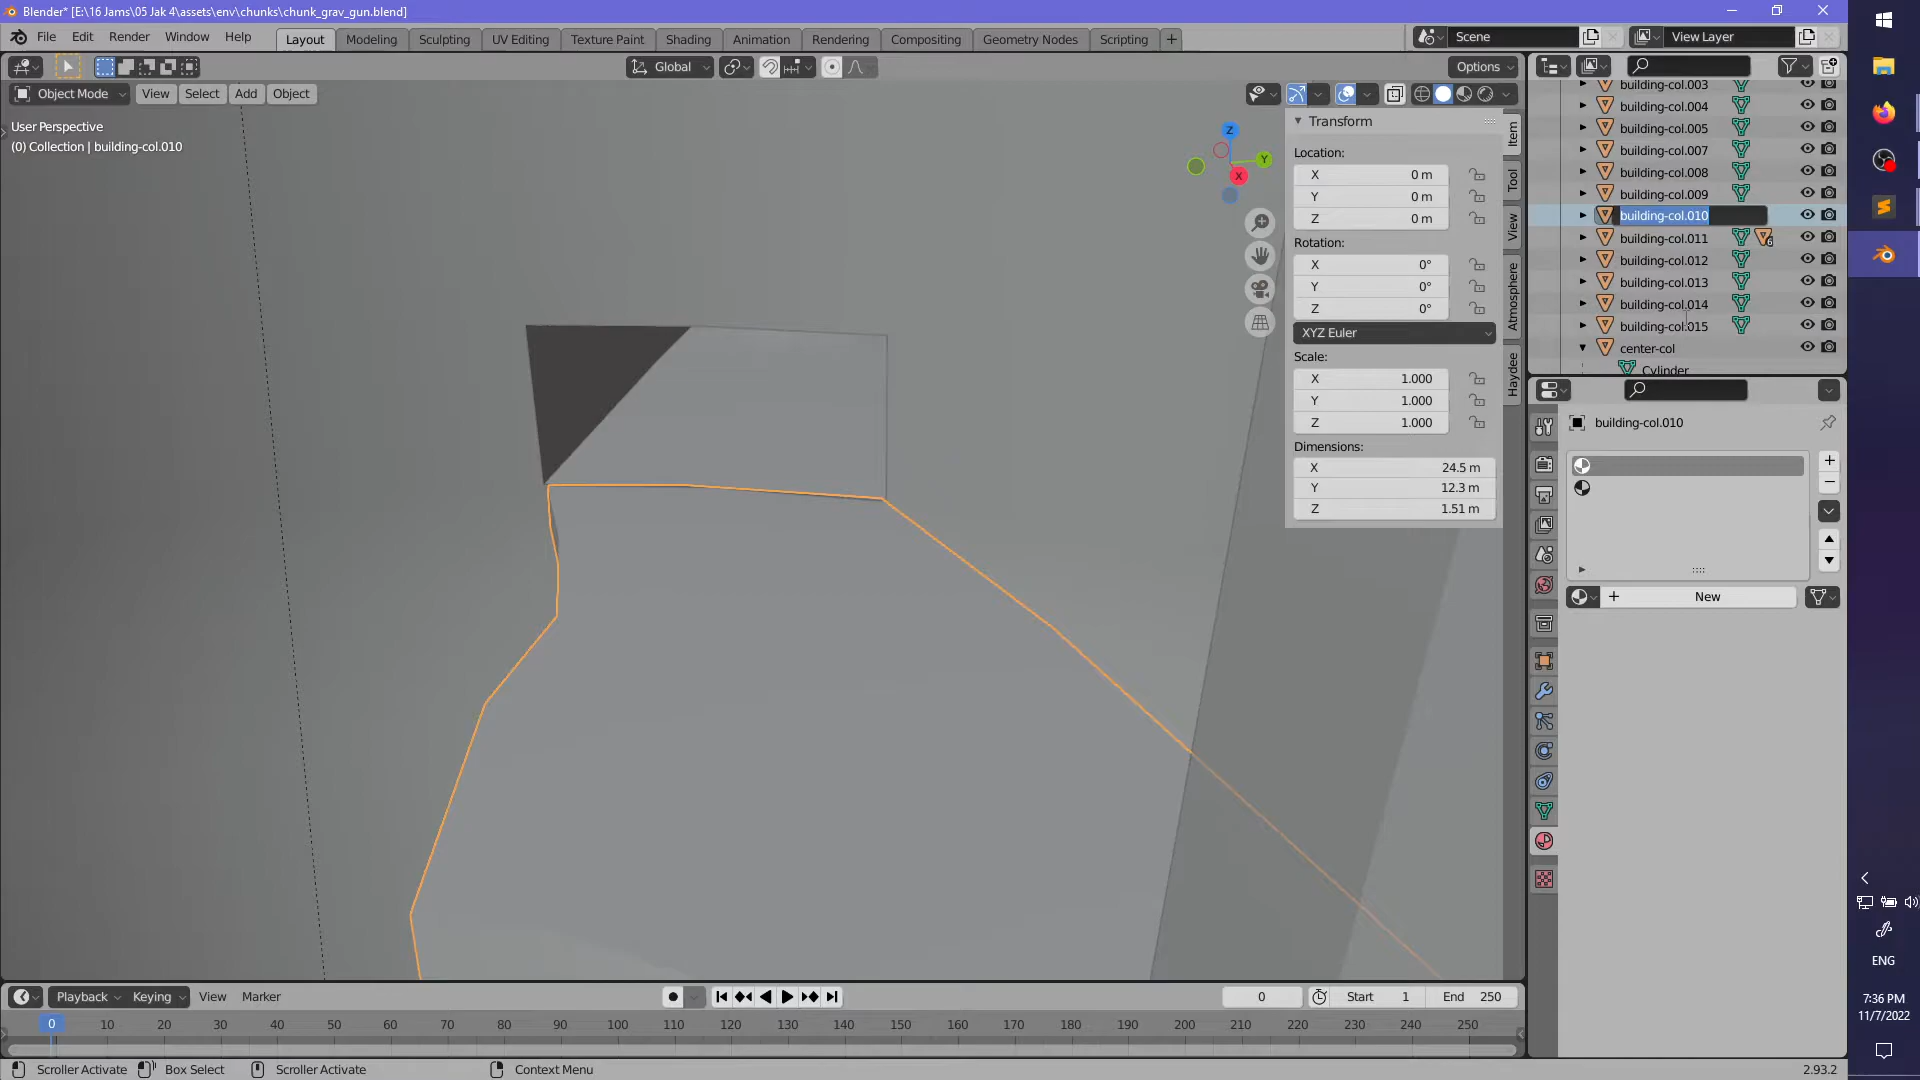 Blender* [E:\16 Jams\05 Jak 4\assets\env\chunks\chunk_grav_gun.blend]
File Edit Render Window Help
Layout Modeling Sculpting UV Editing Texture Paint Shading Animation Rendering Compositing Geometry Nodes Scripting +
Scene
View Layer
Global
Options
Object Mode View Select Add Object
User Perspective
(0) Collection | building-col.010
Z
Y
X
Transform
Location:
X 0 m
Y 0 m
Z 0 m
Rotation:
X 0°
Y 0°
Z 0°
XYZ Euler
Scale:
X 1.000
Y 1.000
Z 1.000
Dimensions:
X 24.5 m
Y 12.3 m
Z 1.51 m
Item
Tool
View
Atmosphere
Haydee
building-col.003
building-col.004
building-col.005
building-col.007
building-col.008
building-col.009
building-col.010
building-col.011 6
building-col.012
building-col.013
building-col.014
building-col.015
center-col
Cylinder
building-col.010
+ New
Playback Keying View Marker
0
Start 1
End 250
0 10 20 30 40 50 60 70 80 90 100 110 120 130 140 150 160 170 180 190 200 210 220 230 240 250
Scroller Activate Box Select Scroller Activate Context Menu
2.93.2
ENG
7:36 PM
11/7/2022